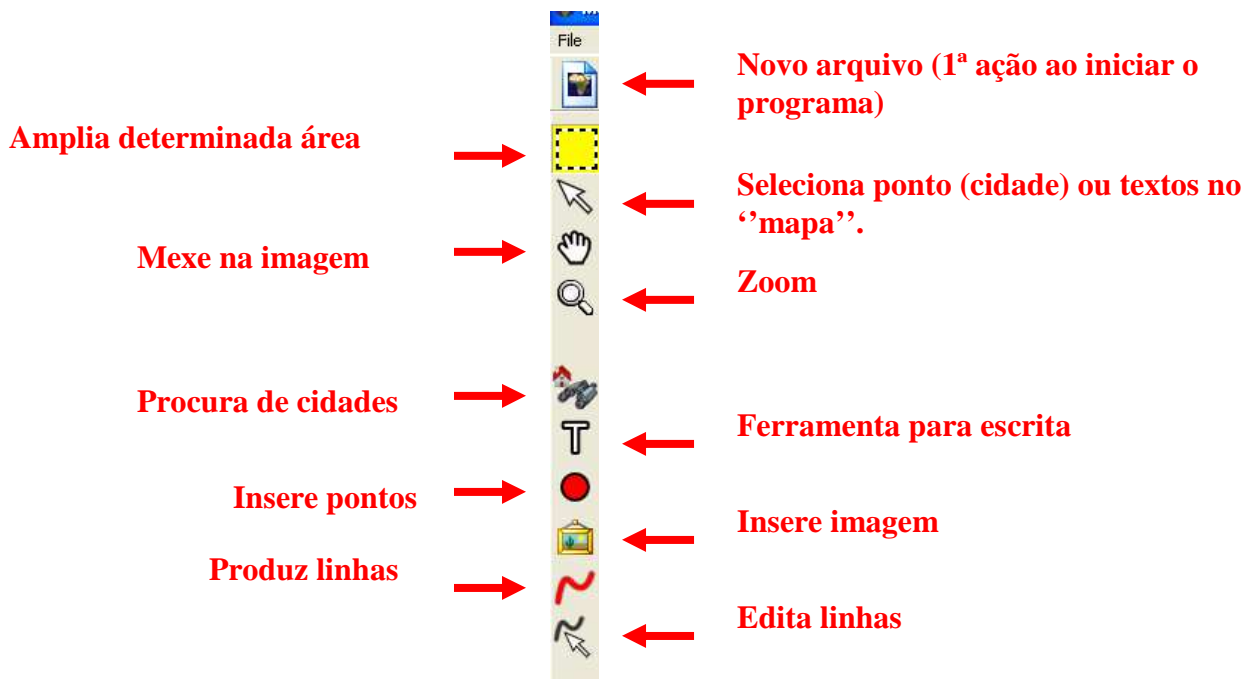 File
Novo arquivo (1ª ação ao iniciar o
programa)
Amplia determinada área
Seleciona ponto (cidade) ou textos no
‘’mapa’’.
Mexe na imagem
Zoom
Procura de cidades
Ferramenta para escrita
T
Insere pontos
Insere imagem
Produz linhas
Edita linhas